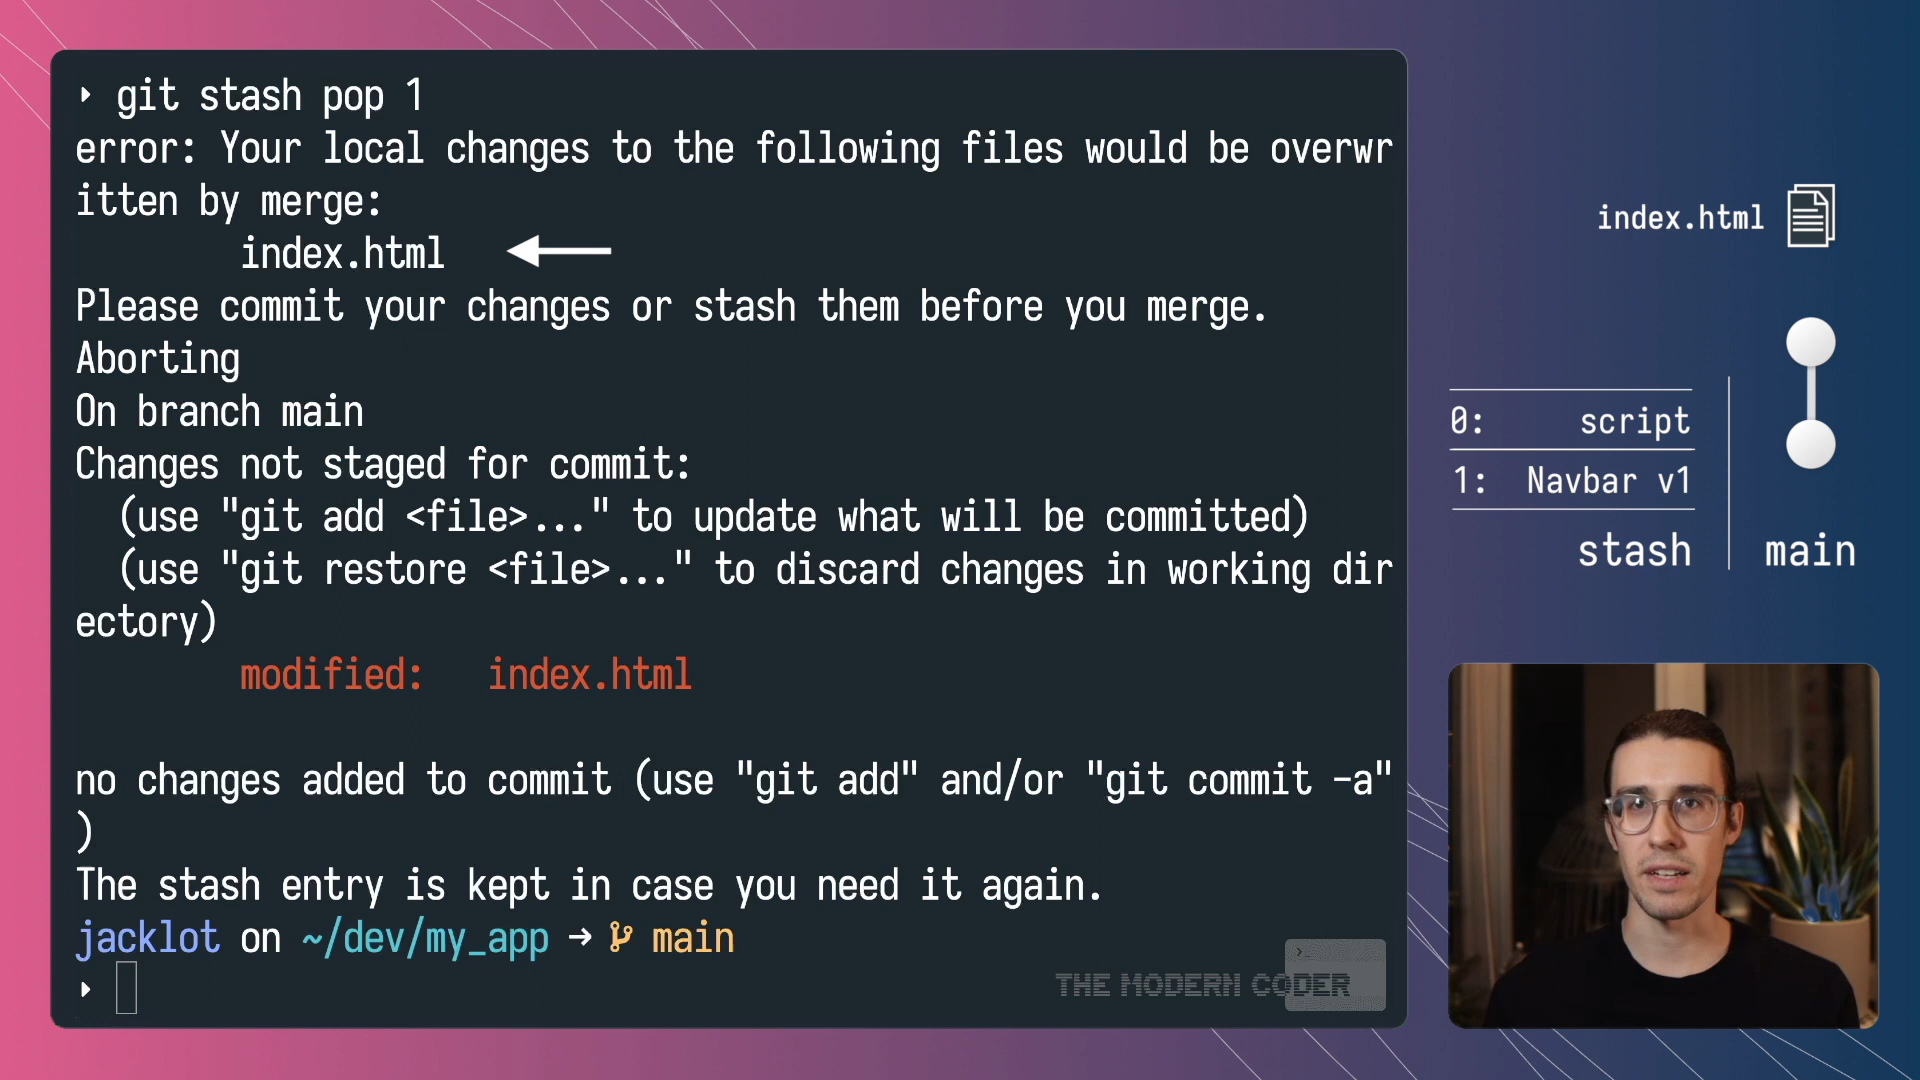 ‣ git stash pop 1
error: Your local changes to the following files would be overwr
itten by merge:
index.html
Please commit your changes or stash them before you merge.
Aborting
On branch main
Changes not staged for commit:
(use "git add <file>..." to update what will be committed)
(use "git restore <file>..." to discard changes in working dir
ectory)
modified:   index.html
no changes added to commit (use "git add" and/or "git commit -a"
)
The stash entry is kept in case you need it again.
jacklot on ~/dev/my_app → main
‣
THE MODERN CODER
index.html
0: script
1: Navbar v1
stash
main